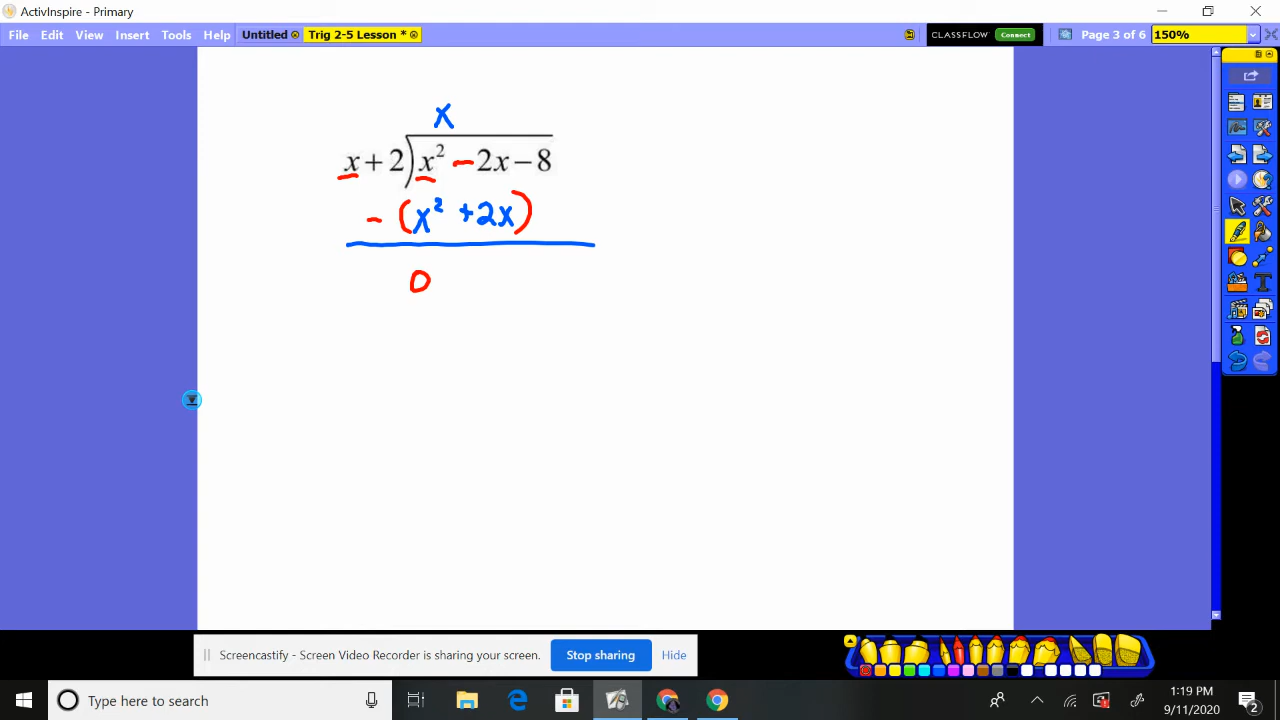 ActivInspire - Primary
File Edit View Insert Tools Help Untitled Trig 2-5 Lesson * CLASSFLOW Connect Page 3 of 6 150%
x
x + 2)x² - 2x - 8
- (x² + 2x)
0
Screencastify - Screen Video Recorder is sharing your screen. Stop sharing Hide
Type here to search
1:19 PM
9/11/2020
2